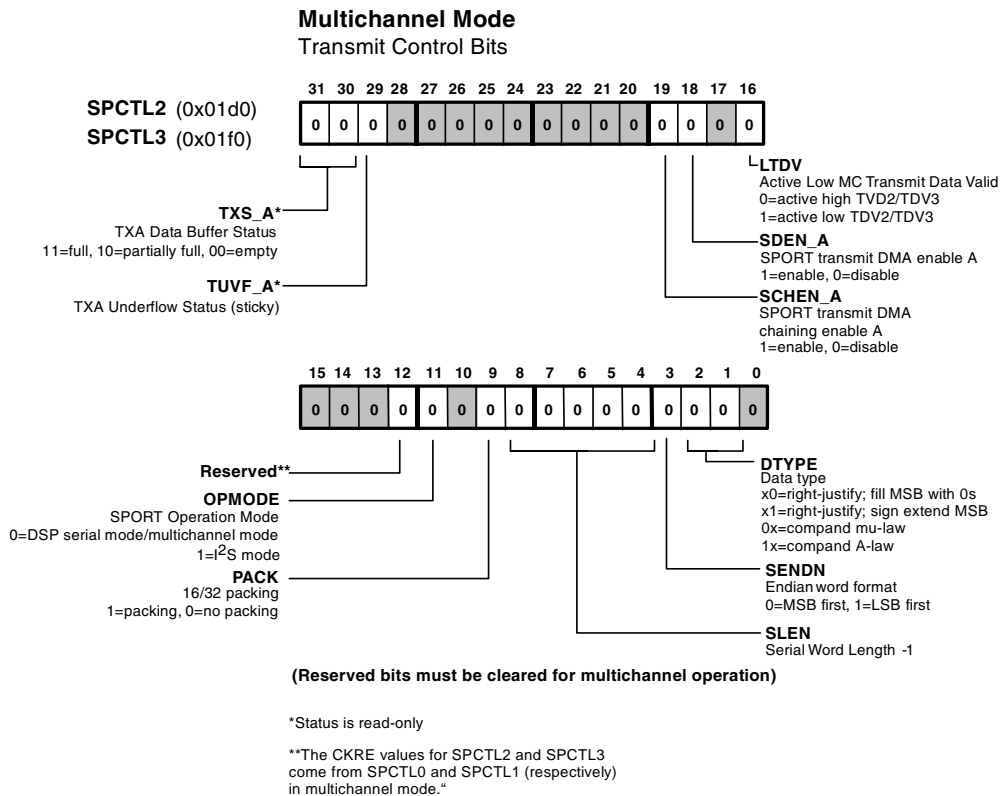 Multichannel Mode
Transmit Control Bits
31 30 29 28 27 26 25 24 23 22 21 20 19 18 17 16
SPCTL2 (0x01d0)
SPCTL3 (0x01f0)
0 0 0 0 0 0 0 0 0 0 0 0 0 0 0 0
LTDV
Active Low MC Transmit Data Valid
0=active high TVD2/TDV3
1=active low TDV2/TDV3
TXS_A*
TXA Data Buffer Status
11=full, 10=partially full, 00=empty
SDEN_A
SPORT transmit DMA enable A
1=enable, 0=disable
TUVF_A*
TXA Underflow Status (sticky)
SCHEN_A
SPORT transmit DMA
chaining enable A
1=enable, 0=disable
15 14 13 12 11 10 9 8 7 6 5 4 3 2 1 0
0 0 0 0 0 0 0 0 0 0 0 0 0 0 0 0
Reserved**
OPMODE
SPORT Operation Mode
0=DSP serial mode/multichannel mode
1=I2S mode
PACK
16/32 packing
1=packing, 0=no packing
DTYPE
Data type
x0=right-justify; fill MSB with 0s
x1=right-justify; sign extend MSB
0x=compand mu-law
1x=compand A-law
SENDN
Endian word format
0=MSB first, 1=LSB first
SLEN
Serial Word Length -1
(Reserved bits must be cleared for multichannel operation)
*Status is read-only
**The CKRE values for SPCTL2 and SPCTL3
come from SPCTL0 and SPCTL1 (respectively)
in multichannel mode.“